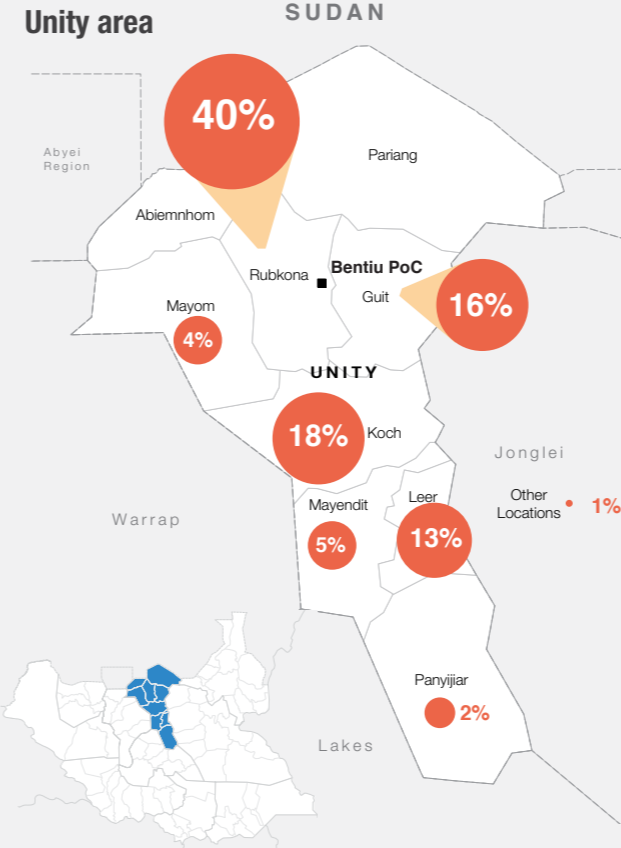 Unity area
SUDAN
40%
Abyei
Region
Pariang
Abiemnhom
Rubkona
Bentiu PoC
Guit
16%
Mayom
4%
UNITY
18%
Koch
Jonglei
Warrap
Mayendit
Leer
Other
Locations
1%
5%
13%
Panyijiar
2%
Lakes